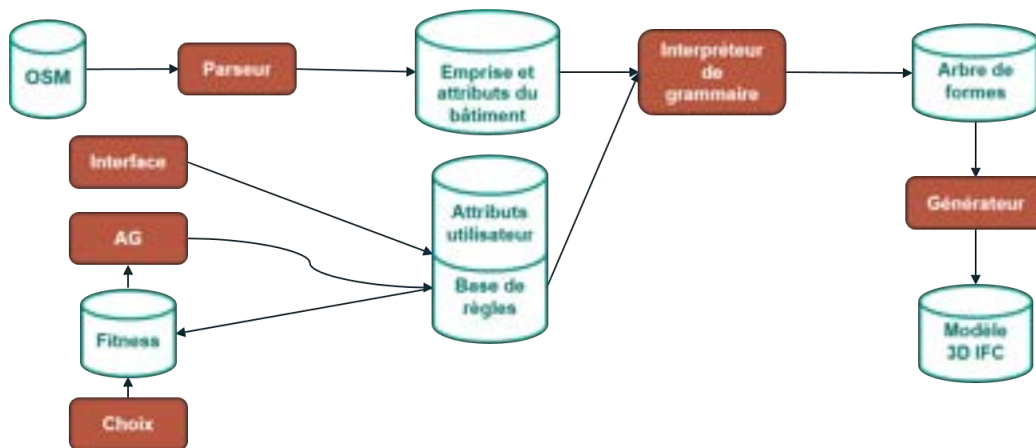 OSM
Parseur
Emprise et
attributs du
bâtiment
Interpréteur
de
grammaire
Arbre de
formes
Interface
Attributs
utilisateur
Générateur
AG
Base de
règles
Fitness
Modèle
3D IFC
Choix